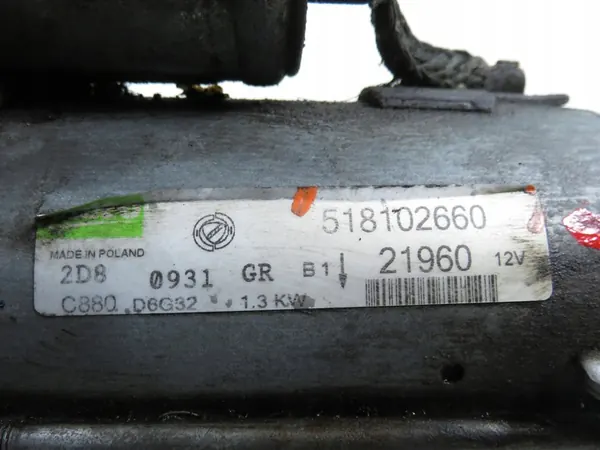 518102660
MADE IN POLAND
2D8 0931 GR B1 21960 12V
C880 D6G32 1.3 KW